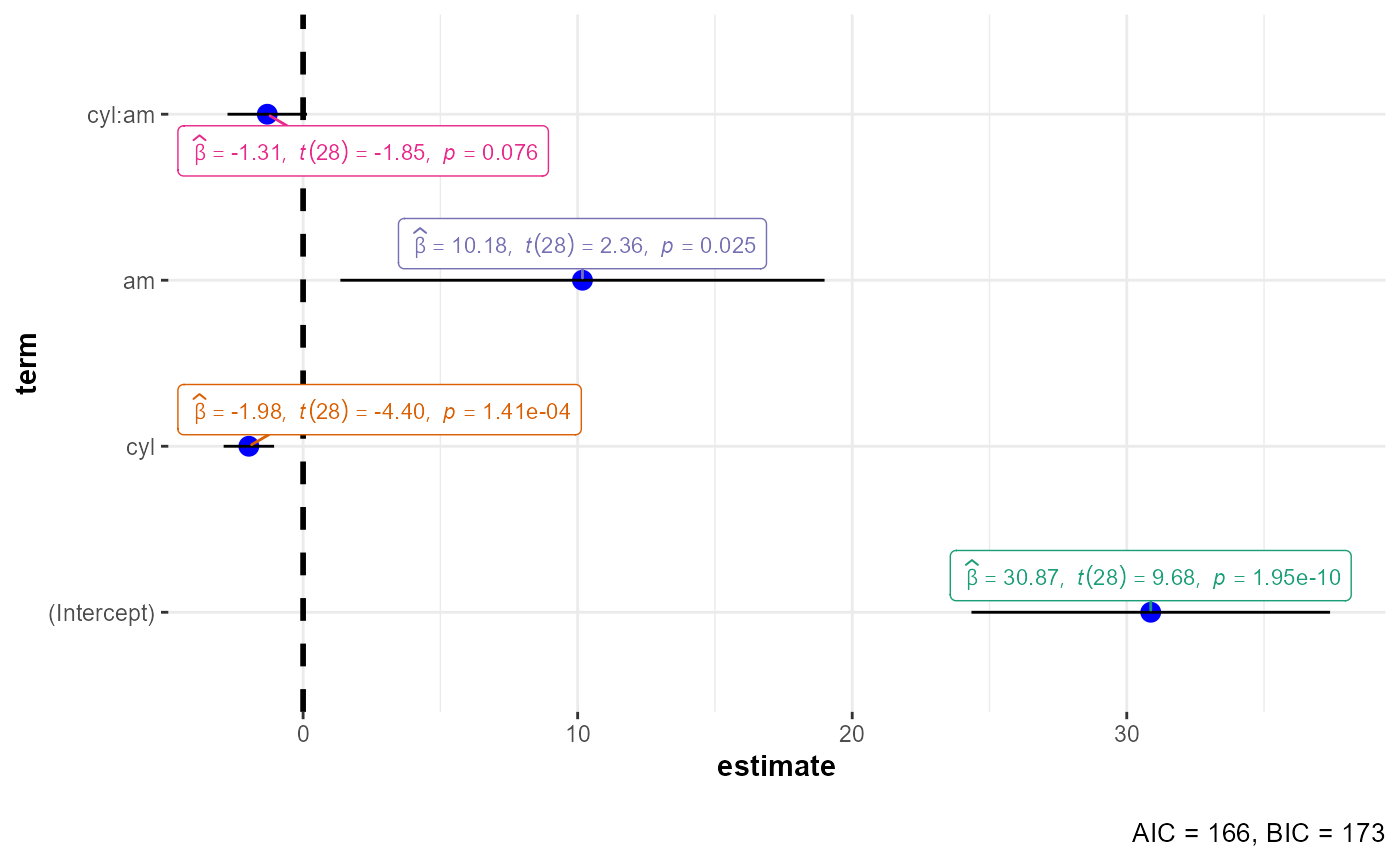 cyl:am
β̂ = -1.31, t(28) = -1.85, p = 0.076
β̂ = 10.18, t(28) = 2.36, p = 0.025
am
term
β̂ = -1.98, t(28) = -4.40, p = 1.41e-04
cyl
β̂ = 30.87, t(28) = 9.68, p = 1.95e-10
(Intercept)
0 10 20 30
estimate
AIC = 166, BIC = 173